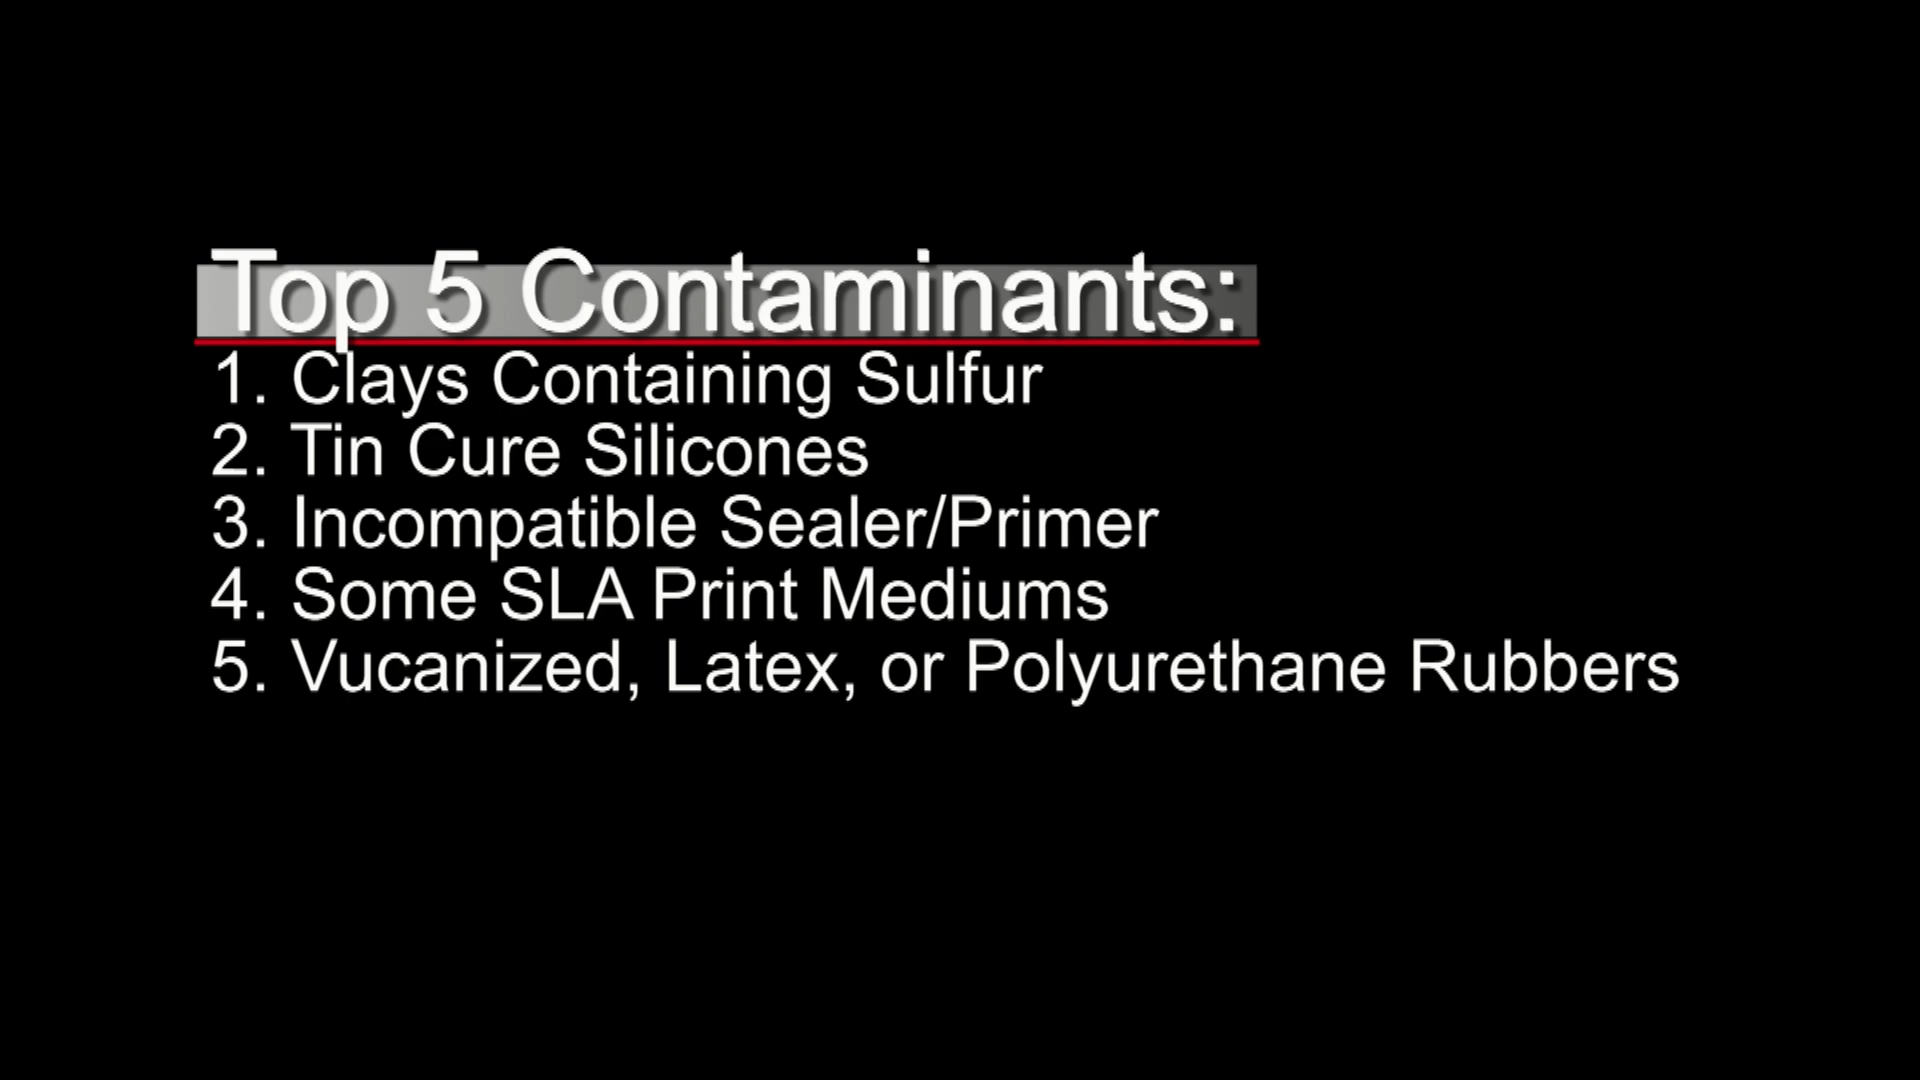 Top 5 Contaminants:
1. Clays Containing Sulfur
2. Tin Cure Silicones
3. Incompatible Sealer/Primer
4. Some SLA Print Mediums
5. Vucanized, Latex, or Polyurethane Rubbers